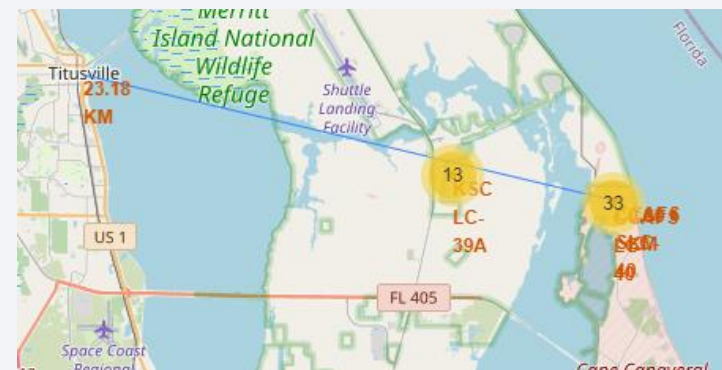 Merritt
Island National
Wildlife
Refuge
Florida
Titusville
23.18
KM
Shuttle
Landing
Facility
13
KSC
LC-
39A
33
40
US 1
FL 405
Space Coast
Regional
Cape Canaveral